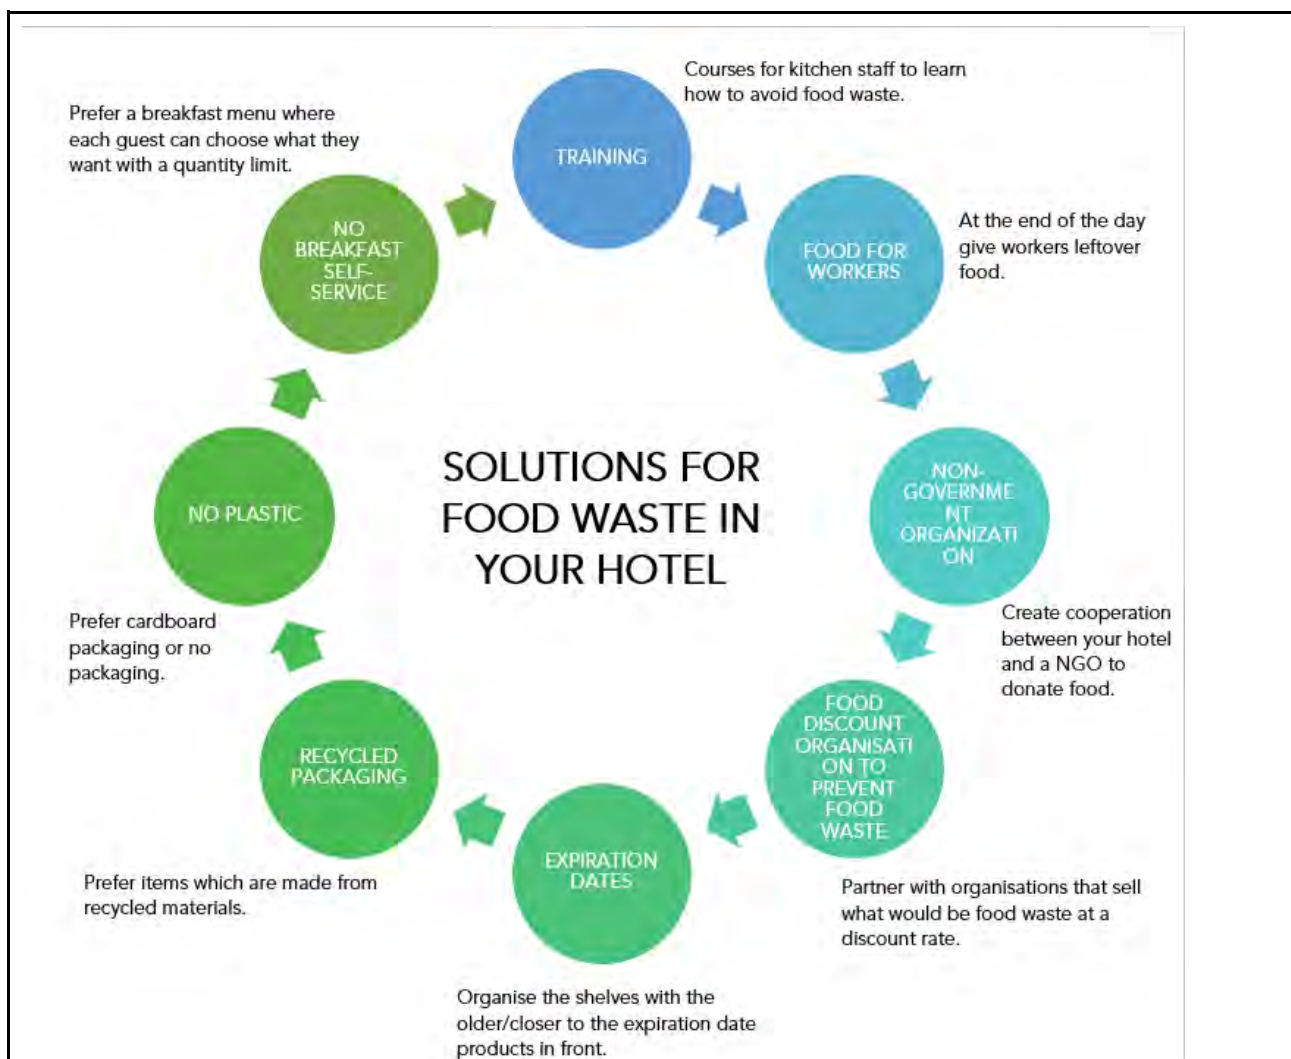 SOLUTIONS FOR
FOOD WASTE IN
YOUR HOTEL
TRAINING
Courses for kitchen staff to learn
how to avoid food waste.
FOOD FOR
WORKERS
At the end of the day
give workers leftover
food.
NON-
GOVERNME
NT
ORGANIZATI
ON
Create cooperation
between your hotel
and a NGO to
donate food.
FOOD
DISCOUNT
ORGANISATI
ON TO
PREVENT
FOOD
WASTE
Partner with organisations that sell
what would be food waste at a
discount rate.
EXPIRATION
DATES
Organise the shelves with the
older/closer to the expiration date
products in front.
RECYCLED
PACKAGING
Prefer items which are made from
recycled materials.
NO PLASTIC
Prefer cardboard
packaging or no
packaging.
NO
BREAKFAST
SELF-
SERVICE
Prefer a breakfast menu where
each guest can choose what they
want with a quantity limit.